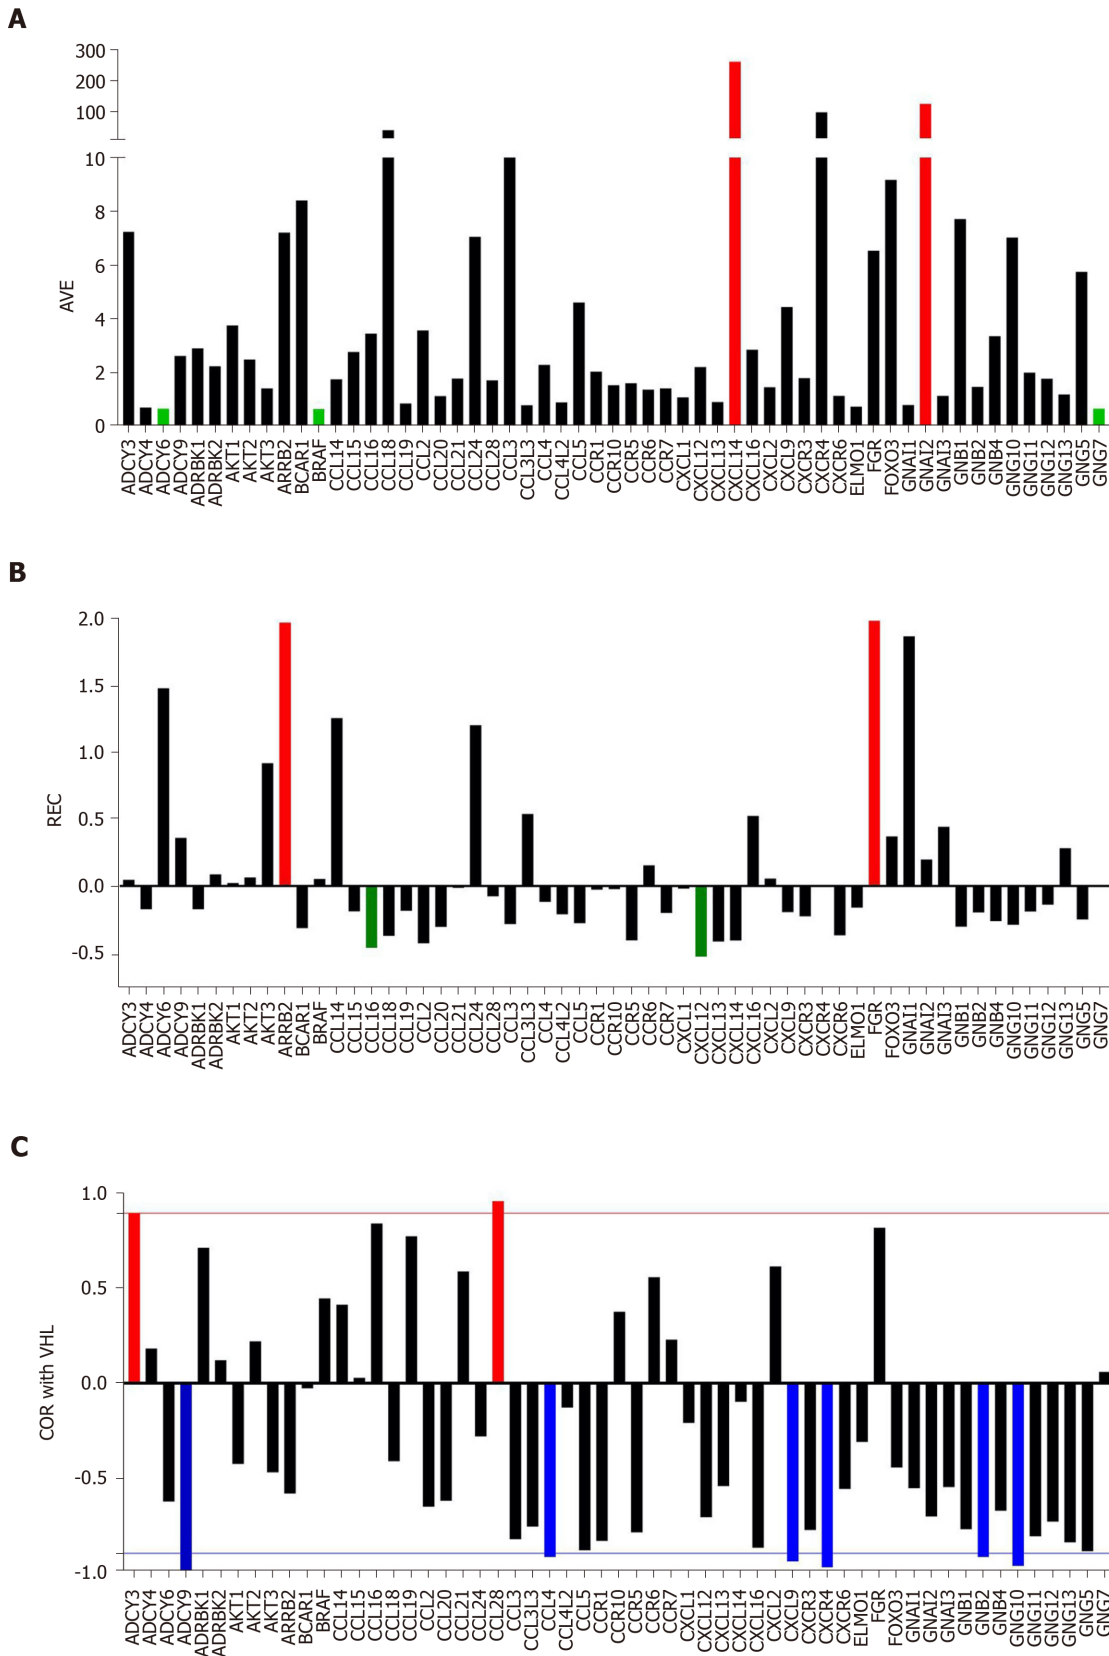 A
300
200
100
10
8
6
4
2
0
AVE
ADCY3 ADCY4 ADCY6 ADCY9 ADRBK1 ADRBK2 AKT1 AKT2 AKT3 ARRB2 BCAR1 BRAF CCL14 CCL15 CCL16 CCL18 CCL19 CCL2 CCL20 CCL21 CCL24 CCL28 CCL3 CCL3L3 CCL4 CCL4L2 CCL5 CCR1 CCR10 CCR5 CCR6 CCR7 CXCL1 CXCL12 CXCL13 CXCL14 CXCL16 CXCL2 CXCL9 CXCR3 CXCR4 CXCR6 ELMO1 FGR FOXO3 GNAI1 GNAI2 GNAI3 GNB1 GNB2 GNB4 GNG10 GNG11 GNG12 GNG13 GNG5 GNG7
B
2.0
1.5
1.0
0.5
0.0
-0.5
REC
ADCY3 ADCY4 ADCY6 ADCY9 ADRBK1 ADRBK2 AKT1 AKT2 AKT3 ARRB2 BCAR1 BRAF CCL14 CCL15 CCL16 CCL18 CCL19 CCL2 CCL20 CCL21 CCL24 CCL28 CCL3 CCL3L3 CCL4 CCL4L2 CCL5 CCR1 CCR10 CCR5 CCR6 CCR7 CXCL1 CXCL12 CXCL13 CXCL14 CXCL16 CXCL2 CXCL9 CXCR3 CXCR4 CXCR6 ELMO1 FGR FOXO3 GNAI1 GNAI2 GNAI3 GNB1 GNB2 GNB4 GNG10 GNG11 GNG12 GNG13 GNG5 GNG7
C
1.0
0.5
0.0
-0.5
-1.0
COR with VHL
ADCY3 ADCY4 ADCY6 ADCY9 ADRBK1 ADRBK2 AKT1 AKT2 AKT3 ARRB2 BCAR1 BRAF CCL14 CCL15 CCL16 CCL18 CCL19 CCL2 CCL20 CCL21 CCL24 CCL28 CCL3 CCL3L3 CCL4 CCL4L2 CCL5 CCR1 CCR10 CCR5 CCR6 CCR7 CXCL1 CXCL12 CXCL13 CXCL14 CXCL16 CXCL2 CXCL9 CXCR3 CXCR4 CXCR6 ELMO1 FGR FOXO3 GNAI1 GNAI2 GNAI3 GNB1 GNB2 GNB4 GNG10 GNG11 GNG12 GNG13 GNG5 GNG7